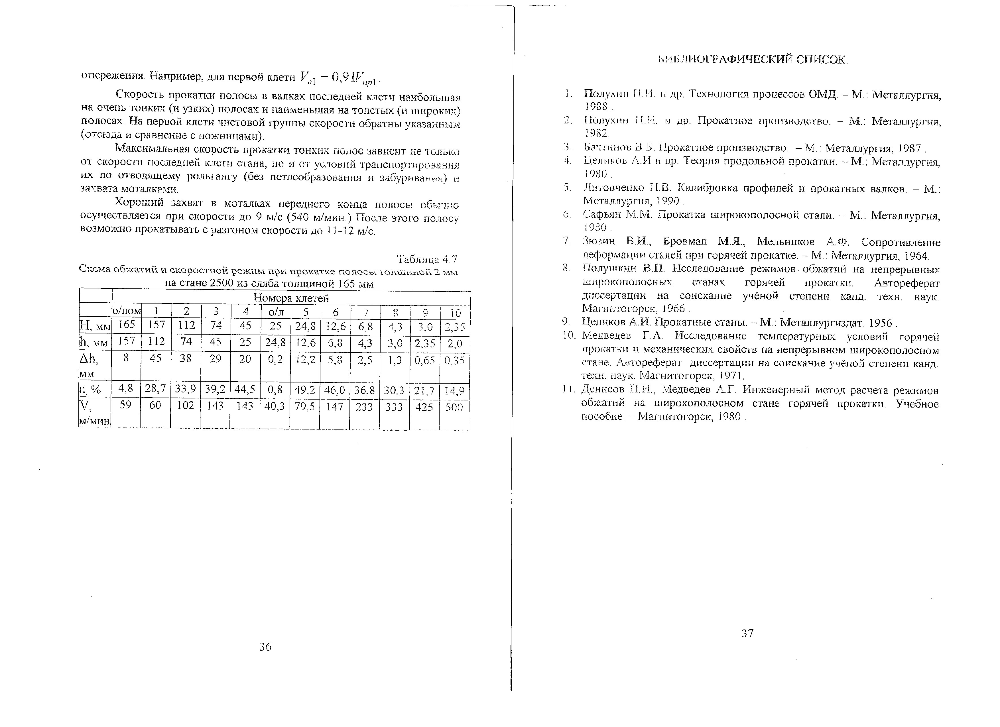 опережения. Например, для первой клети V_в1 = 0,91V_пр1.
Скорость прокатки полосы в валках последней клети наибольшая
на очень тонких (и узких) полосах и наименьшая на толстых (и широких)
полосах. На первой клети чистовой группы скорости обратны указанным
(отсюда и сравнение с ножницами).
Максимальная скорость прокатки тонких полос зависит не только
от скорости последней клети стана, но и от условий транспортирования
их по отводящему рольгангу (без петлеобразования и забуривания) и
захвата моталками.
Хороший захват в моталках переднего конца полосы обычно
осуществляется при скорости до 9 м/с (540 м/мин.) После этого полосу
возможно прокатывать с разгоном скорости до 11-12 м/с.
Таблица 4.7
Схема обжатий и скоростной режим при прокатке полосы толщиной 2 мм
на стане 2500 из сляба толщиной 165 мм
Номера клетей
о/лом 1 2 3 4 о/л 5 6 7 8 9 10
H, мм 165 157 112 74 45 25 24,8 12,6 6,8 4,3 3,0 2,35
h, мм 157 112 74 45 25 24,8 12,6 6,8 4,3 3,0 2,35 2,0
Δh, 8 45 38 29 20 0,2 12,2 5,8 2,5 1,3 0,65 0,35
мм
ε, % 4,8 28,7 33,9 39,2 44,5 0,8 49,2 46,0 36,8 30,3 21,7 14,9
V, 59 60 102 143 143 40,3 79,5 147 233 333 425 500
м/мин
36
БИБЛИОГРАФИЧЕСКИЙ СПИСОК.
1. Полухин П.И. и др. Технология процессов ОМД. – М.: Металлургия,
1988 .
2. Полухин П.И. и др. Прокатное производство. – М.: Металлургия,
1982.
3. Бахтинов В.Б. Прокатное производство. – М.: Металлургия, 1987 .
4. Целиков А.И и др. Теория продольной прокатки. – М.: Металлургия,
1980 .
5. Литовченко Н.В. Калибровка профилей и прокатных валков. – М.:
Металлургия, 1990 .
6. Сафьян М.М. Прокатка широкополосной стали. – М.: Металлургия,
1980 .
7. Зюзин В.И., Бровман М.Я., Мельников А.Ф. Сопротивление
деформации сталей при горячей прокатке. – М.: Металлургия, 1964.
8. Полушкин В.П. Исследование режимов обжатий на непрерывных
широкополосных станах горячей прокатки. Автореферат
диссертации на соискание учёной степени канд. техн. наук.
Магнитогорск, 1966 .
9. Целиков А.И. Прокатные станы. – М.: Металлургиздат, 1956 .
10. Медведев Г.А. Исследование температурных условий горячей
прокатки и механических свойств на непрерывном широкополосном
стане. Автореферат диссертации на соискание учёной степени канд.
техн. наук. Магнитогорск, 1971.
11. Денисов П.И., Медведев А.Г. Инженерный метод расчета режимов
обжатий на широкополосном стане горячей прокатки. Учебное
пособие. – Магнитогорск, 1980 .
37